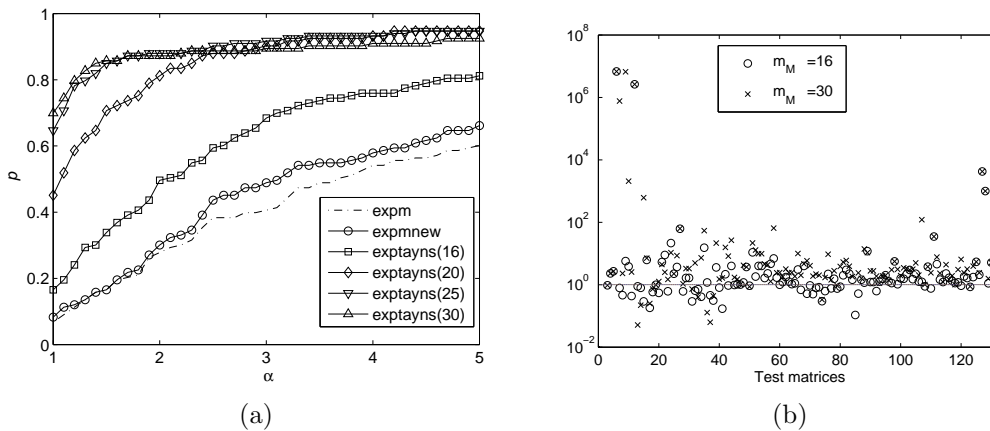 1
0.8
0.6
0.4
0.2
0
p
1
2
3
4
5
α
expm
expmnew
exptayns(16)
exptayns(20)
exptayns(25)
exptayns(30)
(a)
10^8
10^6
10^4
10^2
10^0
10^-2
0
20
40
60
80
100
120
Test matrices
m_M =16
m_M =30
(b)